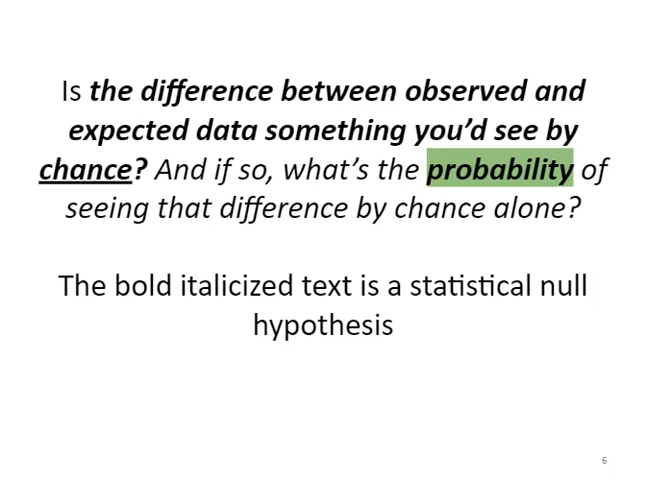 Is the difference between observed and
expected data something you’d see by
chance? And if so, what’s the probability of
seeing that difference by chance alone?
The bold italicized text is a statistical null
hypothesis
6